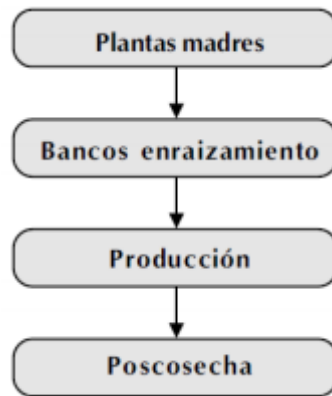 Plantas madres
Bancos enraizamiento
Producción
Poscosecha